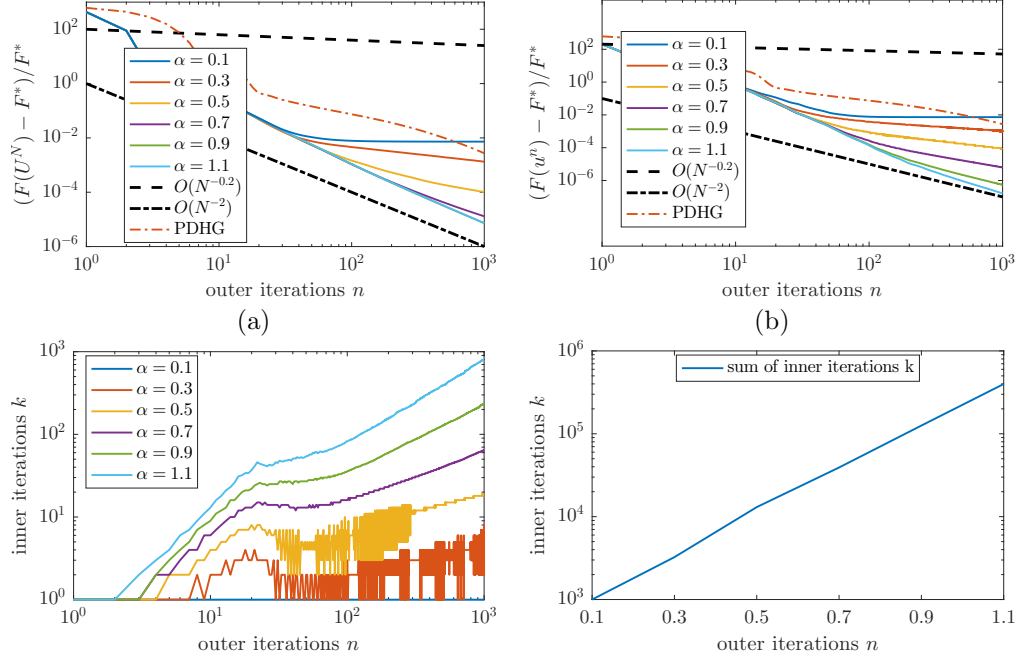 (F(U^N) − F^*)/F^*
10^2
10^0
10^{-2}
10^{-4}
10^{-6}
α = 0.1
α = 0.3
α = 0.5
α = 0.7
α = 0.9
α = 1.1
O(N^{-0.2})
O(N^{-2})
PDHG
10^0 10^1 10^2 10^3
outer iterations n
(a)
(F(u^n) − F^*)/F^*
10^2
10^0
10^{-2}
10^{-4}
10^{-6}
α = 0.1
α = 0.3
α = 0.5
α = 0.7
α = 0.9
α = 1.1
O(N^{-0.2})
O(N^{-2})
PDHG
10^0 10^1 10^2 10^3
outer iterations n
(b)
inner iterations k
10^3
10^2
10^1
10^0
α = 0.1
α = 0.3
α = 0.5
α = 0.7
α = 0.9
α = 1.1
10^0 10^1 10^2 10^3
outer iterations n
inner iterations k
10^6
10^5
10^4
10^3
sum of inner iterations k
0.1 0.3 0.5 0.7 0.9 1.1
outer iterations n